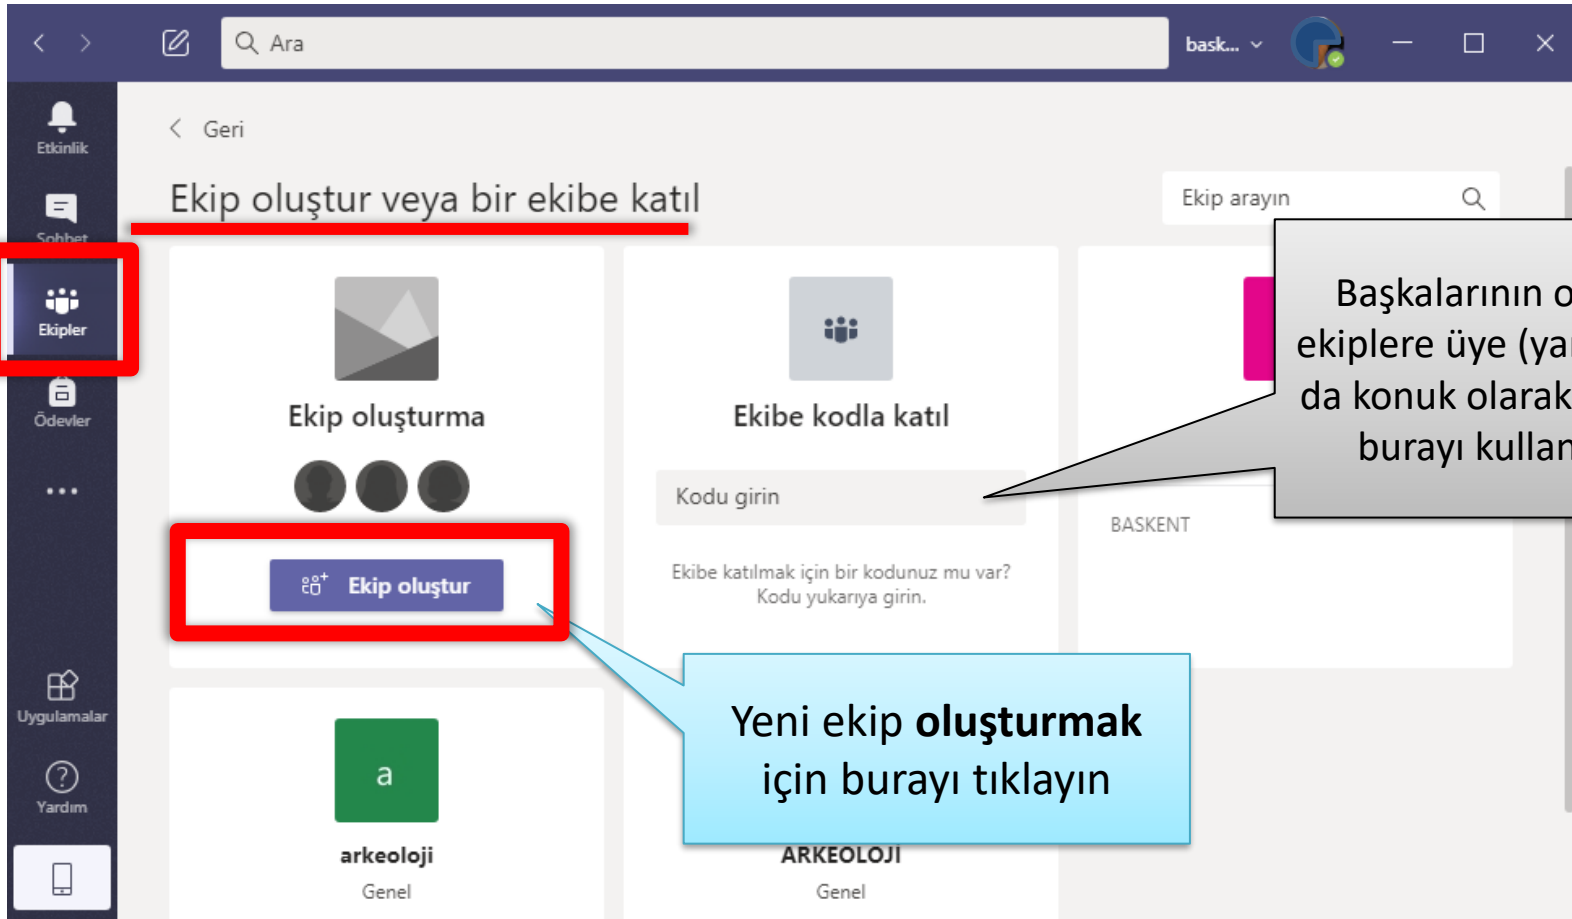 Ara
bask...
Etkinlik
Geri
Ekip oluştur veya bir ekibe katıl
Ekip arayın
Sohbet
Ekipler
Ödevler
Ekip oluşturma
Ekip oluştur
Ekibe kodla katıl
Kodu girin
Ekibe katılmak için bir kodunuz mu var?
Kodu yukarıya girin.
Başkalarının
ekiplere üye
da konuk olarak
burayı
BASKENT
Yeni ekip oluşturmak
için burayı tıklayın
Uygulamalar
Yardım
a
arkeoloji
Genel
ARKEOLOJI
Genel